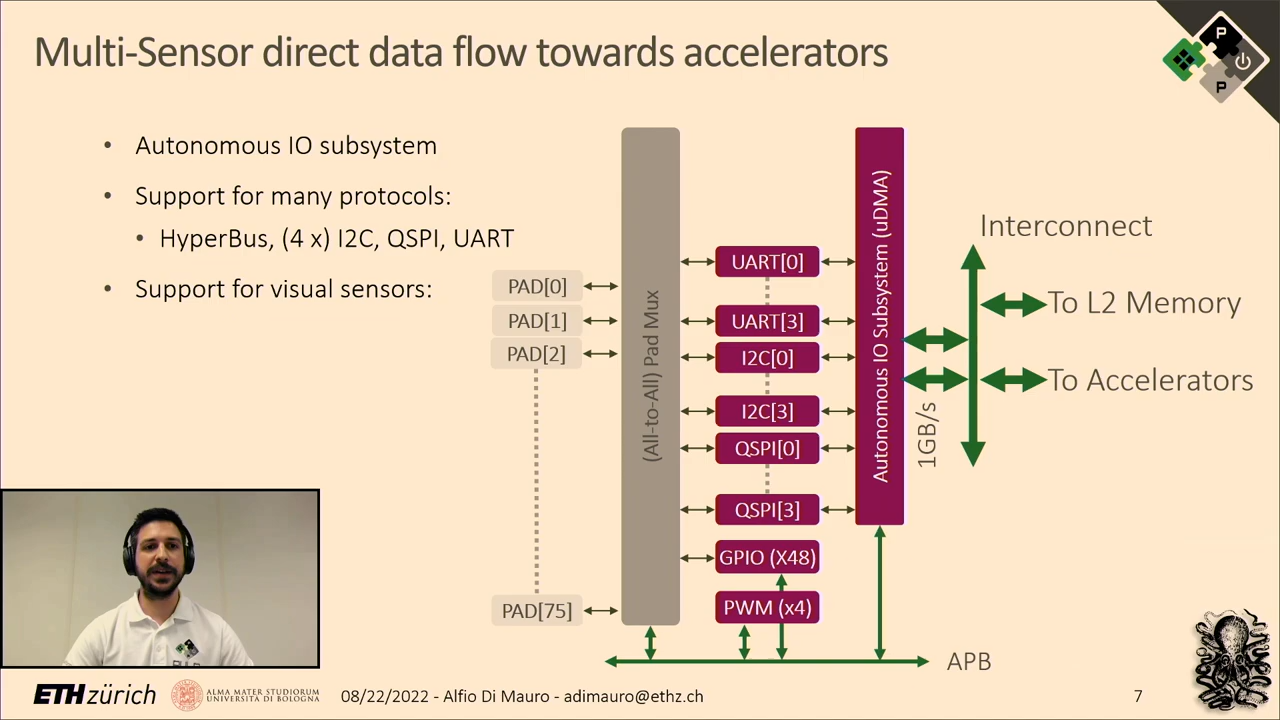 Multi-Sensor direct data flow towards accelerators
P
P
• Autonomous IO subsystem
• Support for many protocols:
• HyperBus, (4 x) I2C, QSPI, UART
• Support for visual sensors:
PAD[0]
PAD[1]
PAD[2]
PAD[75]
(All-to-All) Pad Mux
UART[0]
UART[3]
I2C[0]
I2C[3]
QSPI[0]
QSPI[3]
GPIO (X48)
PWM (x4)
Autonomous IO Subsystem (uDMA)
1GB/s
Interconnect
To L2 Memory
To Accelerators
APB
ETH zürich
ALMA MATER STUDIORUM
UNIVERSITÀ DI BOLOGNA
08/22/2022 - Alfio Di Mauro - adimauro@ethz.ch
7